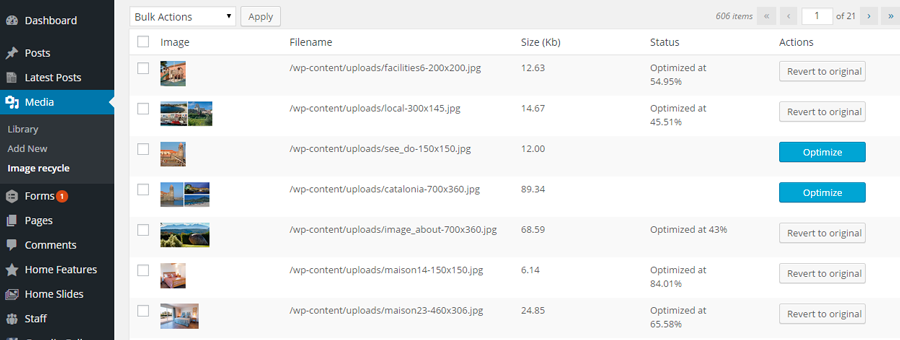 Dashboard
Posts
Latest Posts
Media
Library
Add New
Image recycle
Forms 1
Pages
Comments
Home Features
Home Slides
Staff
Bulk Actions Apply 606 items « ‹ 1 of 21 › »
Image Filename Size (Kb) Status Actions
/wp-content/uploads/facilities6-200x200.jpg 12.63 Optimized at Revert to original
54.95%
/wp-content/uploads/local-300x145.jpg 14.67 Optimized at Revert to original
45.51%
/wp-content/uploads/see_do-150x150.jpg 12.00 Optimize
/wp-content/uploads/catalonia-700x360.jpg 89.34 Optimize
/wp-content/uploads/image_about-700x360.jpg 68.59 Optimized at 43% Revert to original
/wp-content/uploads/maison14-150x150.jpg 6.14 Optimized at Revert to original
84.01%
/wp-content/uploads/maison23-460x306.jpg 24.85 Optimized at Revert to original
65.58%